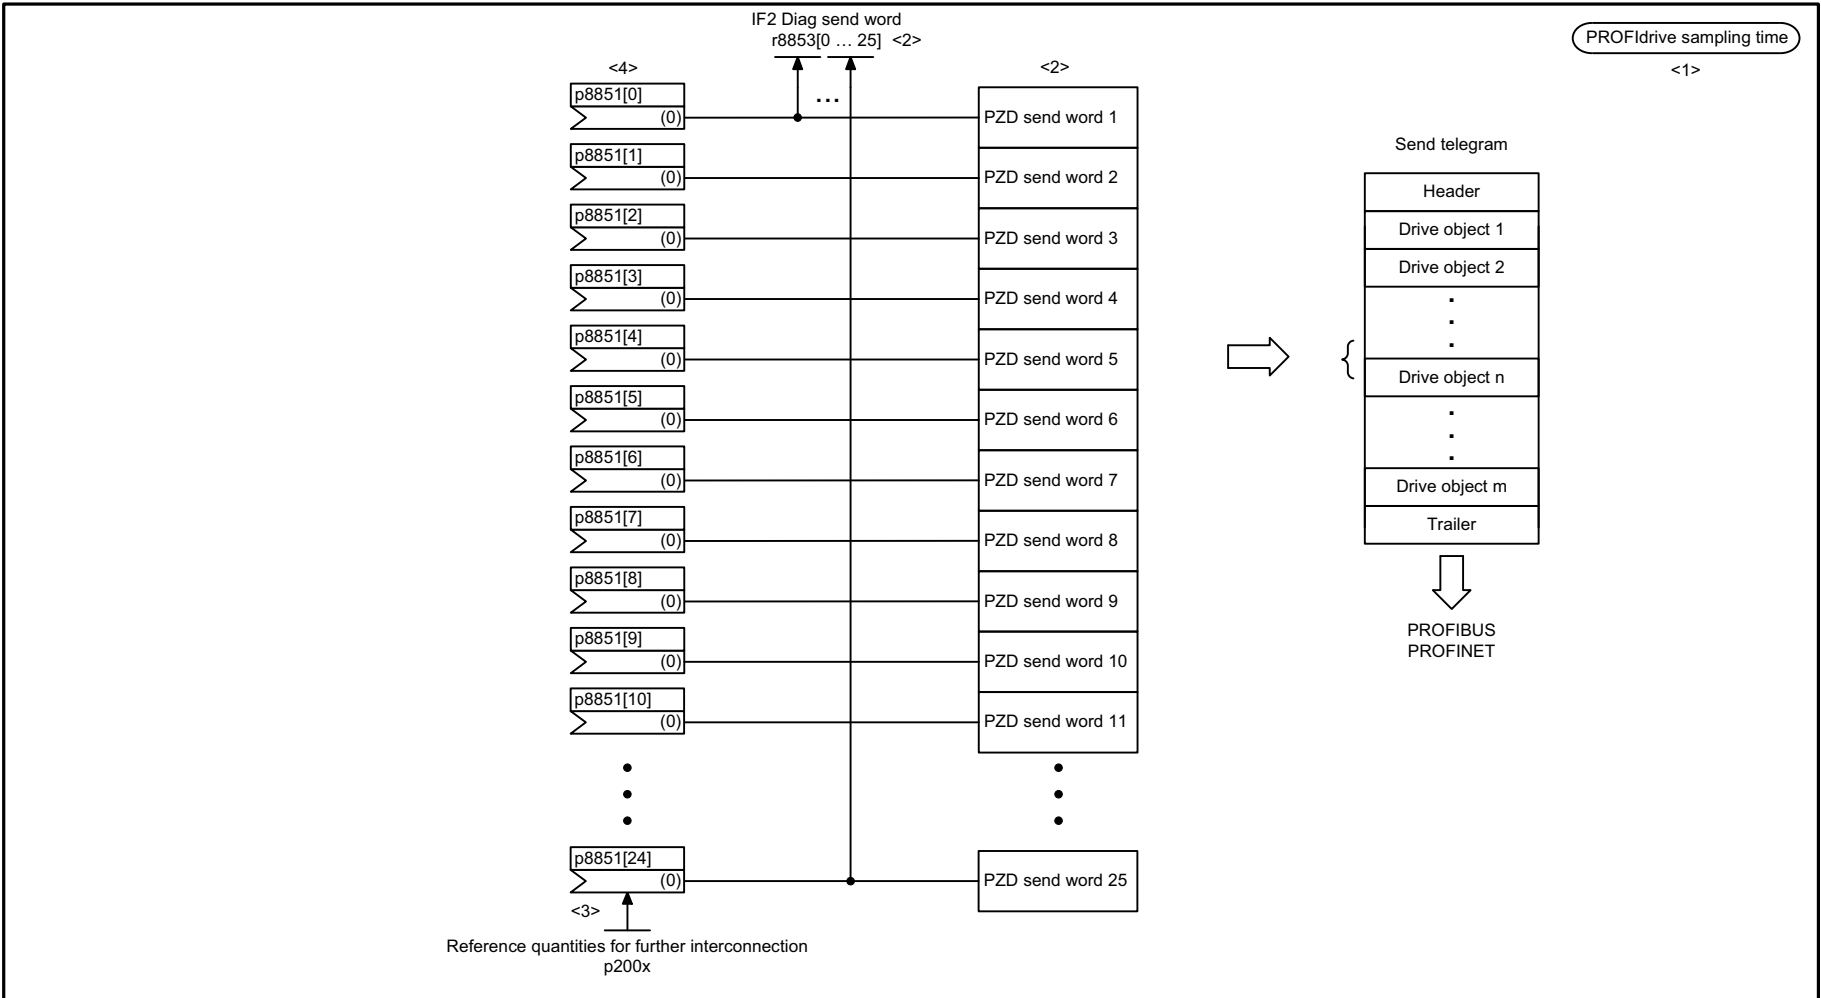 IF2 Diag send word
r8853[0 … 25] <2>
PROFIdrive sampling time
<1>
<4>
<2>
p8851[0]
...
(0)
PZD send word 1
p8851[1]
(0)
PZD send word 2
p8851[2]
(0)
PZD send word 3
p8851[3]
(0)
PZD send word 4
p8851[4]
(0)
PZD send word 5
p8851[5]
(0)
PZD send word 6
p8851[6]
(0)
PZD send word 7
p8851[7]
(0)
PZD send word 8
p8851[8]
(0)
PZD send word 9
p8851[9]
(0)
PZD send word 10
p8851[10]
(0)
PZD send word 11
p8851[24]
(0)
PZD send word 25
<3>
Reference quantities for further interconnection
p200x
Send telegram
Header
Drive object 1
Drive object 2
Drive object n
Drive object m
Trailer
PROFIBUS
PROFINET